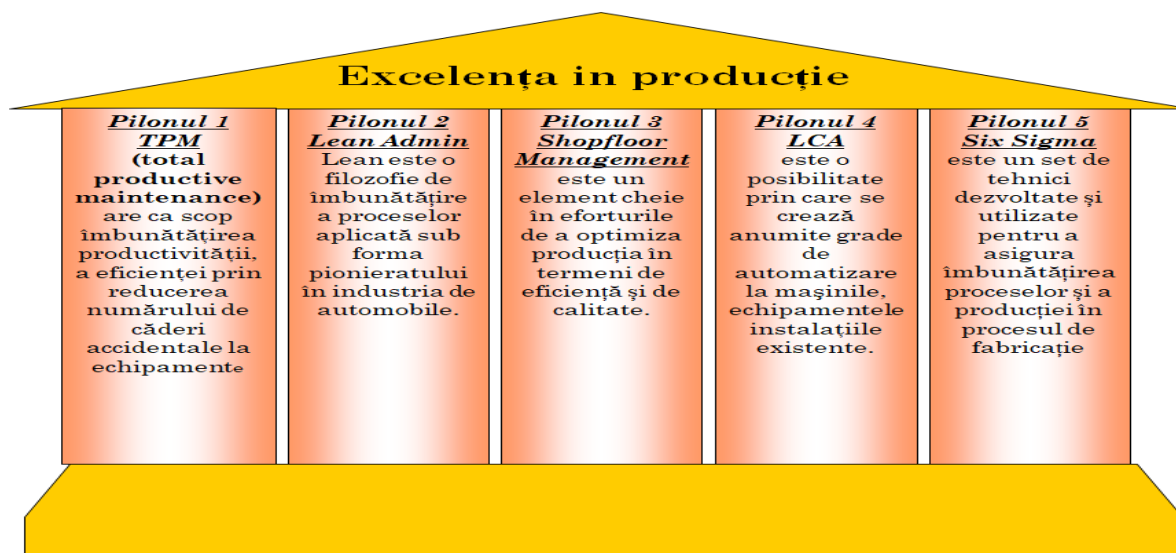 Excelența in producție
Pilonul 1
TPM
(total
productive
maintenance)
are ca scop
îmbunătățirea
productivității,
a eficienței prin
reducerea
numărului de
căderi
accidentale la
echipamente
Pilonul 2
Lean Admin
Lean este o
filozofie de
îmbunătățire
a proceselor
aplicată sub
forma
pionieratului
în industria de
automobile.
Pilonul 3
Shopfloor
Management
este un
element cheie
în eforturile
de a optimiza
producția în
termeni de
eficiență și de
calitate.
Pilonul 4
LCA
este o
posibilitate
prin care se
crează
anumite grade
de
automatizare
la mașinile,
echipamentele
instalațiile
existente.
Pilonul 5
Six Sigma
este un set de
tehnici
dezvoltate și
utilizate
pentru a
asigura
îmbunătățirea
proceselor și a
producției în
procesul de
fabricație